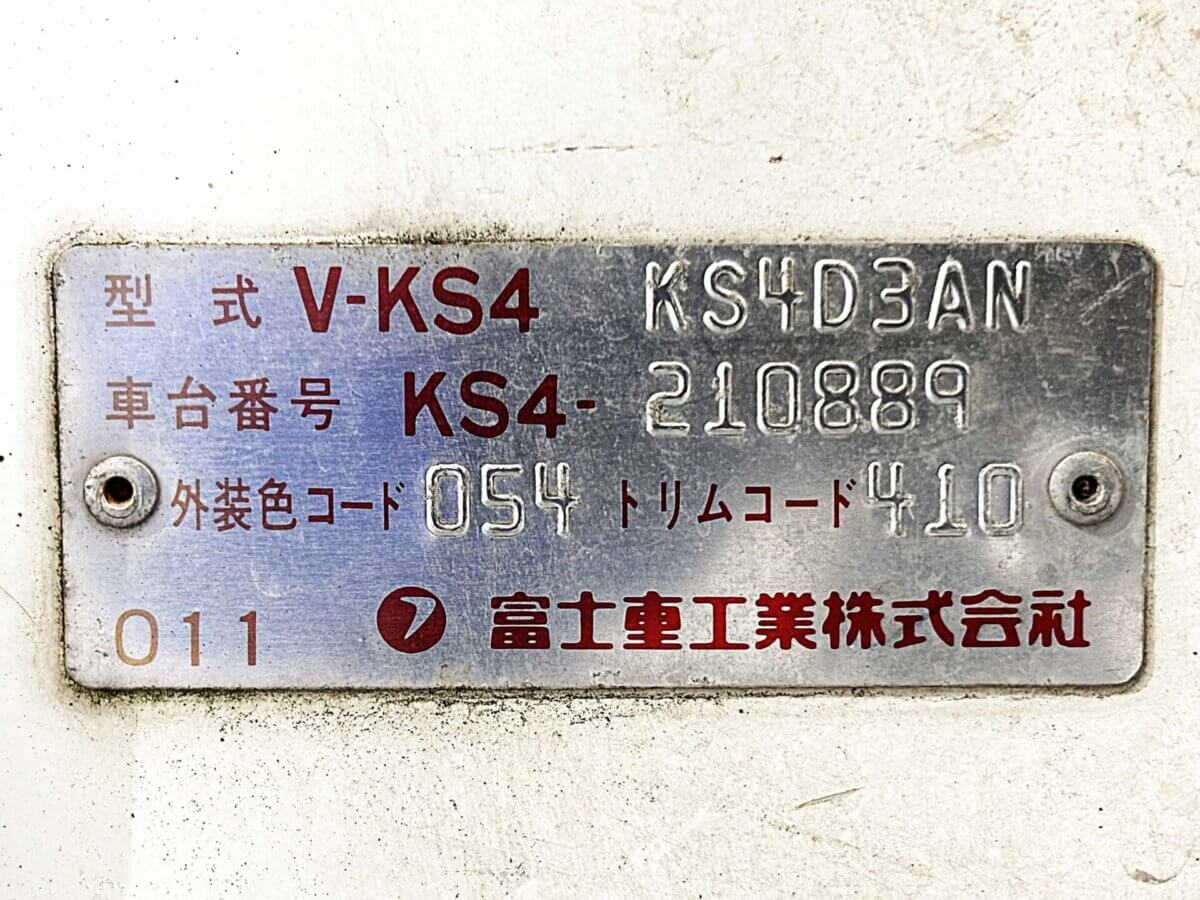 型式 V-KS4 KS4D3AN
車台番号 KS4-210889
外装色コード 054 トリムコード 410
011 富士重工業株式会社